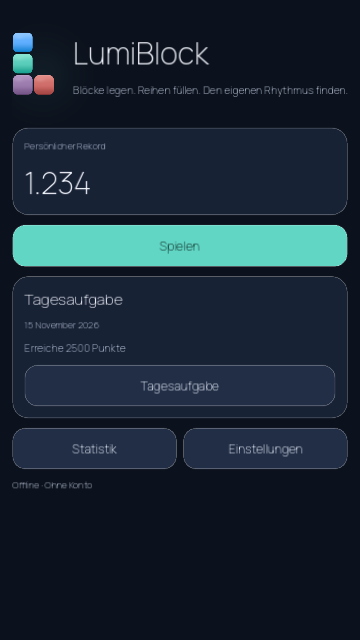 LumiBlock
Blöcke legen. Reihen füllen. Den eigenen Rhythmus finden.
Persönlicher Rekord
1.234
Spielen
Tagesaufgabe
15 November 2026
Erreiche 2500 Punkte
Tagesaufgabe
Statistik
Einstellungen
Offline · Ohne Konto